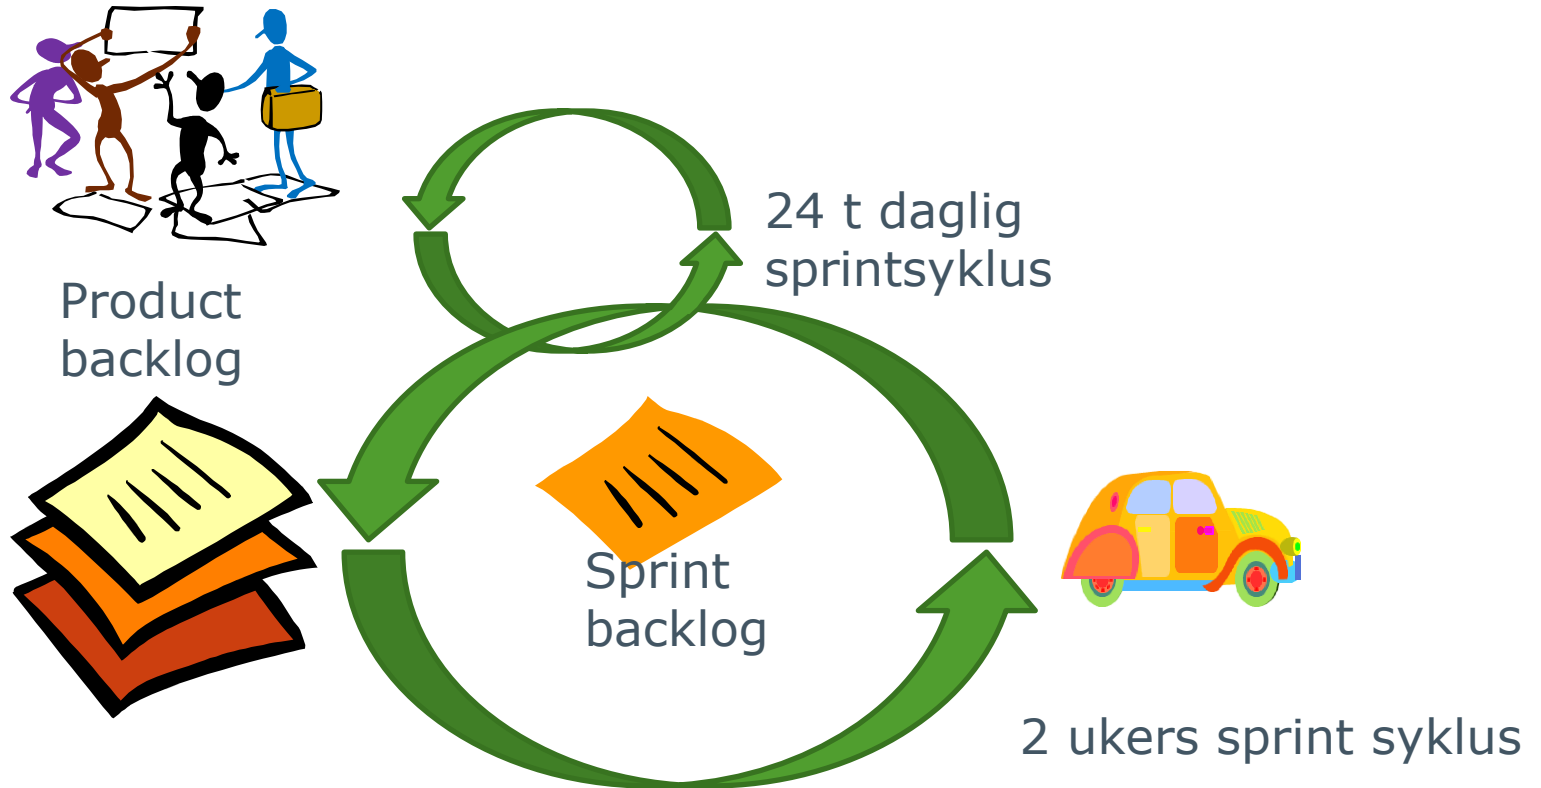 24 t daglig
sprintsyklus
Product
backlog
Sprint
backlog
2 ukers sprint syklus